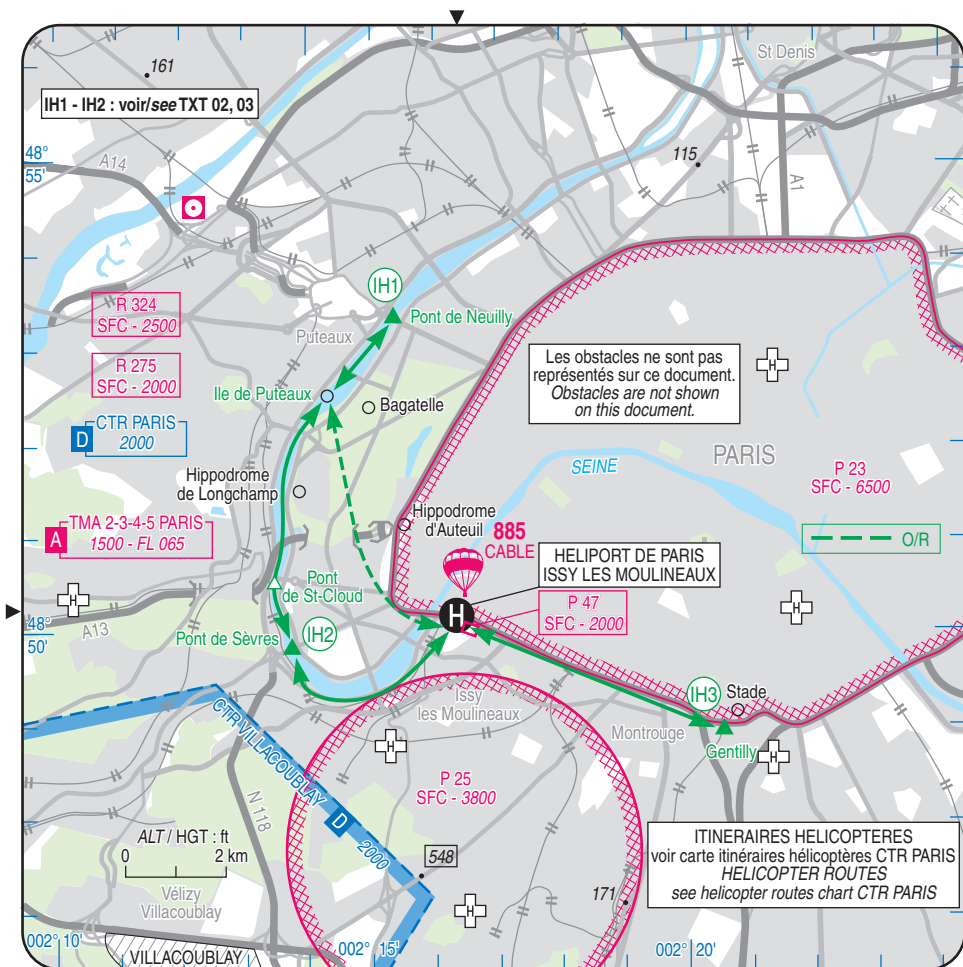 161
St Denis
IH1 - IH2 : voir/see TXT 02, 03
48°
55'
A14
115
A1
IH1
R 324
SFC - 2500
Pont de Neuilly
Puteaux
R 275
SFC - 2000
Les obstacles ne sont pas
représentés sur ce document.
Obstacles are not shown
on this document.
H
Ile de Puteaux
Bagatelle
D
CTR PARIS
2000
PARIS
SEINE
P 23
SFC - 6500
Hippodrome
de Longchamp
Hippodrome
d'Auteuil
885
CABLE
A
TMA 2-3-4-5 PARIS
1500 - FL 065
O/R
HELIPORT DE PARIS
ISSY LES MOULINEAUX
Pont
de St-Cloud
H
H
P 47
SFC - 2000
H
A13
48°
50'
Pont de Sèvres
IH2
IH3
Stade
Issy
les Moulineaux
Montrouge
Gentilly
CTR VILLACOUBLAY
D
2000
H
H
P 25
SFC - 3800
N 118
ALT / HGT : ft
0
2 km
548
ITINERAIRES HELICOPTERES
voir carte itinéraires hélicoptères CTR PARIS
HELICOPTER ROUTES
see helicopter routes chart CTR PARIS
Vélizy
Villacoublay
171
H
002° 10'
002° 15'
002° 20'
VILLACOUBLAY